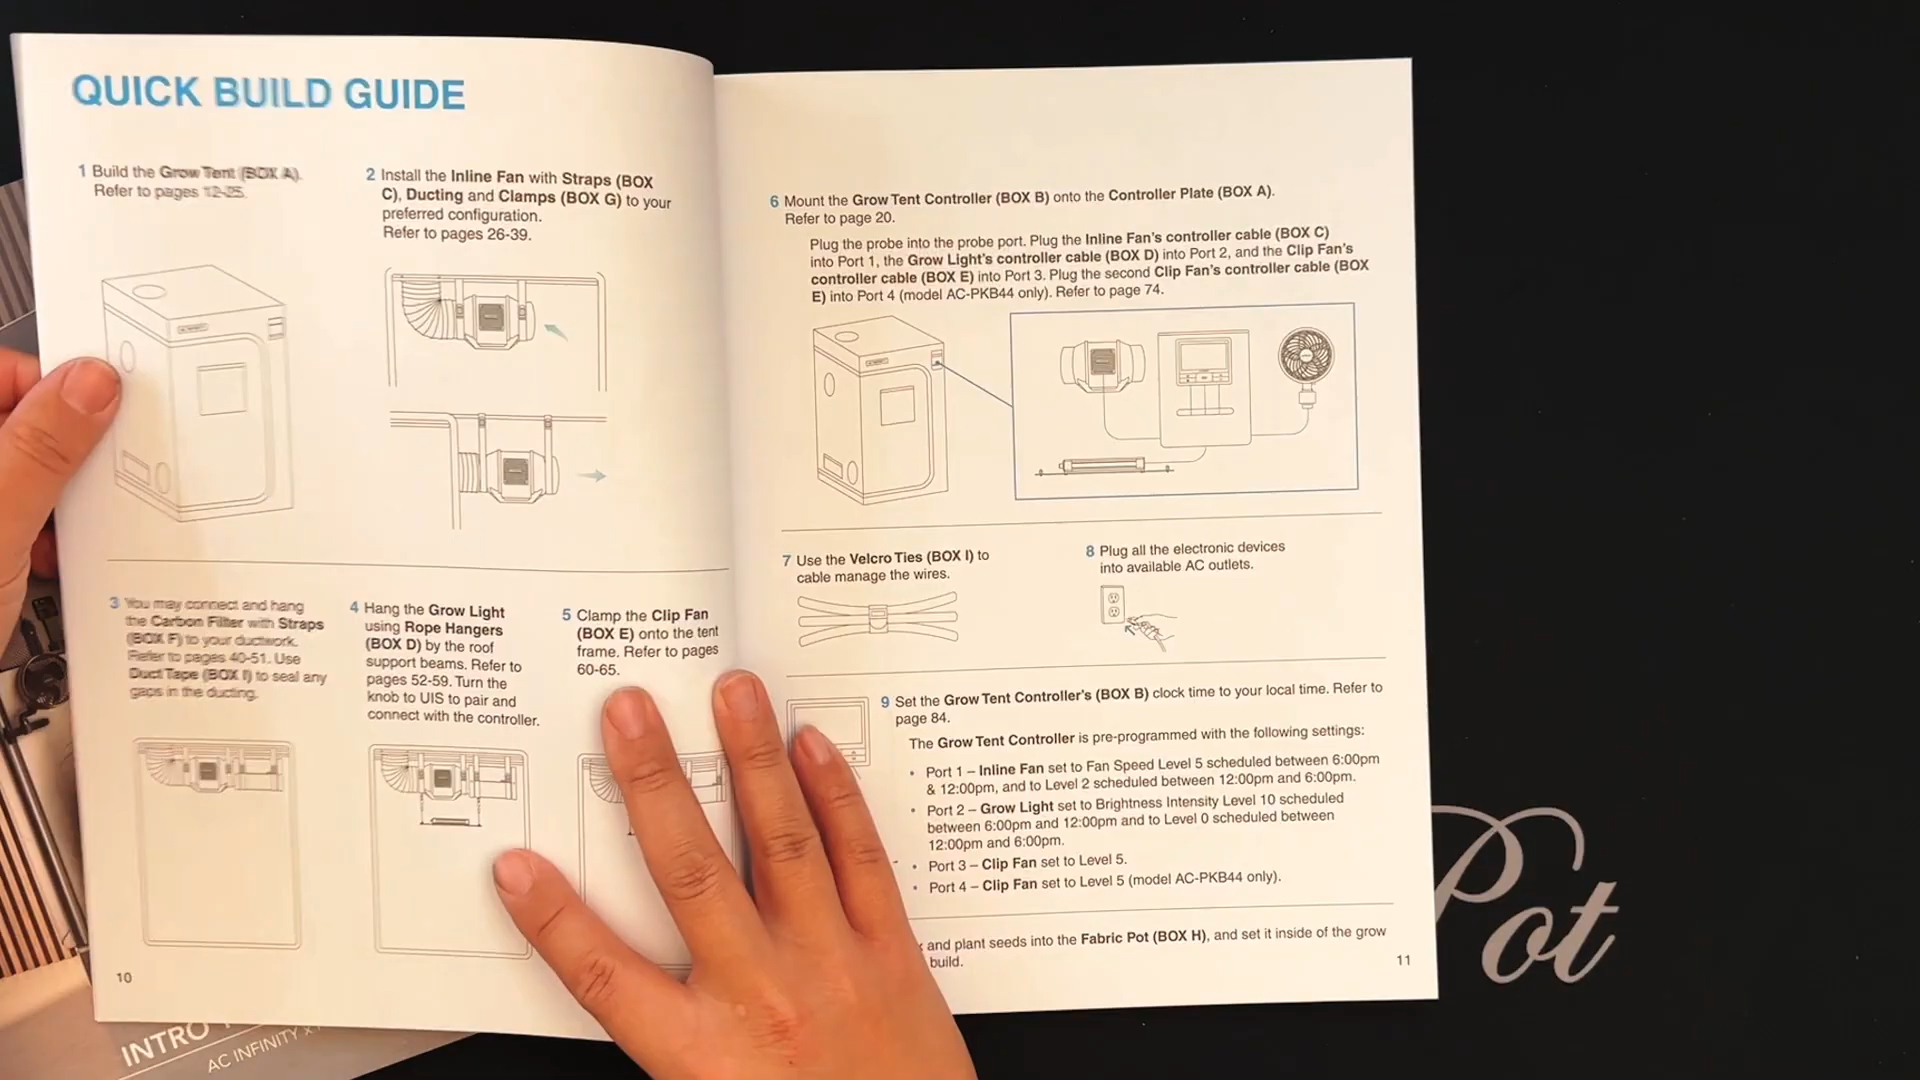 QUICK BUILD GUIDE
1 Build the Grow Tent (BOX A).
Refer to pages 12-25.
2 Install the Inline Fan with Straps (BOX
C), Ducting and Clamps (BOX G) to your
preferred configuration.
Refer to pages 26-39.
3 You may connect and hang
the Carbon Filter with Straps
(BOX F) to your ductwork.
Refer to pages 40-51. Use
Duct Tape (BOX I) to seal any
gaps in the ducting.
4 Hang the Grow Light
using Rope Hangers
(BOX D) by the roof
support beams. Refer to
pages 52-59. Turn the
knob to UIS to pair and
connect with the controller.
5 Clamp the Clip Fan
(BOX E) onto the tent
frame. Refer to pages
60-65.
10
6 Mount the Grow Tent Controller (BOX B) onto the Controller Plate (BOX A).
Refer to page 20.
Plug the probe into the probe port. Plug the Inline Fan's controller cable (BOX C)
into Port 1, the Grow Light's controller cable (BOX D) into Port 2, and the Clip Fan's
controller cable (BOX E) into Port 3. Plug the second Clip Fan's controller cable (BOX
E) into Port 4 (model AC-PKB44 only). Refer to page 74.
7 Use the Velcro Ties (BOX I) to
cable manage the wires.
8 Plug all the electronic devices
into available AC outlets.
9 Set the Grow Tent Controller's (BOX B) clock time to your local time. Refer to
page 84.
The Grow Tent Controller is pre-programmed with the following settings:
• Port 1 – Inline Fan set to Fan Speed Level 5 scheduled between 6:00pm
& 12:00pm, and to Level 2 scheduled between 12:00pm and 6:00pm.
• Port 2 – Grow Light set to Brightness Intensity Level 10 scheduled
between 6:00pm and 12:00pm and to Level 0 scheduled between
12:00pm and 6:00pm.
• Port 3 – Clip Fan set to Level 5.
• Port 4 – Clip Fan set to Level 5 (model AC-PKB44 only).
and plant seeds into the Fabric Pot (BOX H), and set it inside of the grow
build.
11
Pot
INTRO
AC INFINITY x